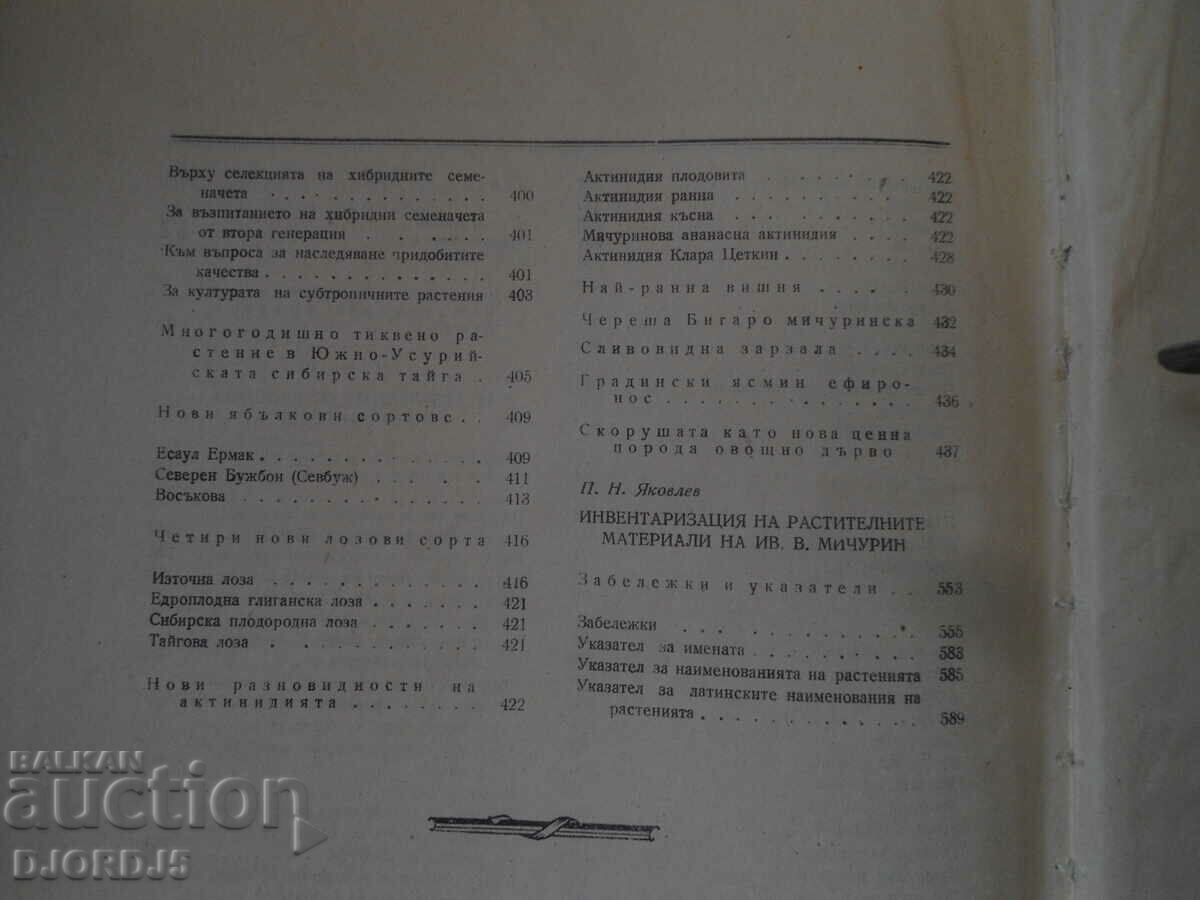 Върху селекцията на хибридните семе-
начета . . . . . . . . . . . . 400
За възпитанието на хибридни семеначета
от втора генерация . . . . . . 401
Към въпроса за наследяване придобитите
качества . . . . . . . . . . . . . 401
За културата на субтропичните растения 403
Многогодишно тиквено ра-
стение в Южно-Усурий-
ската сибирска тайга . 405
Нови ябълкови сортове . . 409
Есаул Ермак . . . . . . . . . . . . . 409
Северен Бужбон (Севбуж) . . . . . 411
Восъкова . . . . . . . . . . . . . . 413
Четири нови лозови сорта 416
Източна лоза . . . . . . . . . . . . 416
Едроплодна глиганска лоза . . . . . . . 421
Сибирска плодородна лоза . . . . . . . 421
Тайгова лоза . . . . . . . . . . . . 421
Нови разновидности на
актинидията . . . . . . . . 422
Актинидия плодовита . . . . . . . . . 422
Актинидия ранна . . . . . . . . . . . 422
Актинидия късна . . . . . . . . . . . 422
Мичуринова ананасна актинидия . . . . 422
Актинидия Клара Цеткин . . . . . . . . 428
Най-ранна вишня . . . . . 430
Череша Бигаро мичуринска 432
Сливовидна зарзала . . . . 434
Градински ясмин ефиро-
нос . . . . . . . . . . . . . . . 436
Скорушата като нова ценна
порода овощно дърво 437
П. Н. Яковлев
ИНВЕНТАРИЗАЦИЯ НА РАСТИТЕЛНИТЕ
МАТЕРИАЛИ НА ИВ. В. МИЧУРИН
Забележки и указатели . . 553
Забележки . . . . . . . . . . . . . 555
Указател за имената . . . . . . . . . . 583
Указател за наименованията на растенията 585
Указател за латинските наименования на
растенията . . . . . . . . . . . . . 589
BALKAN
auction
DJORDJ5